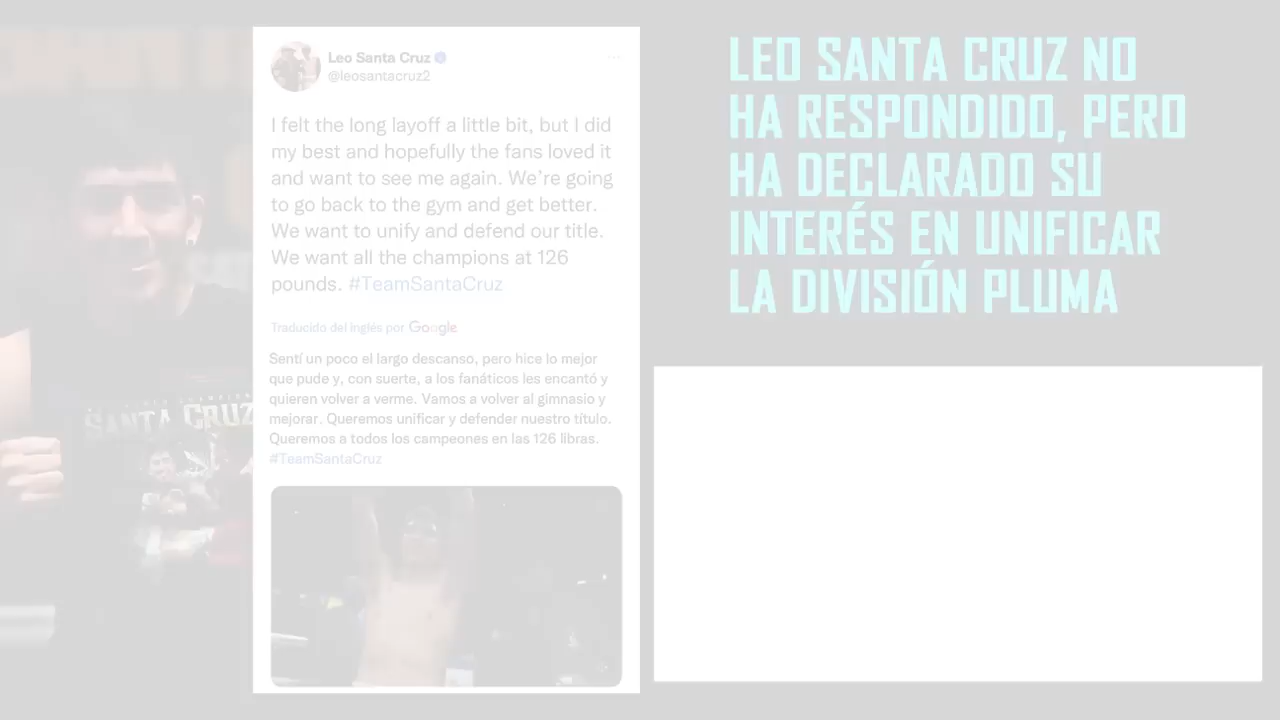 Leo Santa Cruz
@leosantacruz2
I felt the long layoff a little bit, but I did
my best and hopefully the fans loved it
and want to see me again. We're going
to go back to the gym and get better.
We want to unify and defend our title.
We want all the champions at 126
pounds. #TeamSantaCruz
Traducido del inglés por Google
Sentí un poco el largo descanso, pero hice lo mejor
que pude y, con suerte, a los fanáticos les encantó y
quieren volver a verme. Vamos a volver al gimnasio y
mejorar. Queremos unificar y defender nuestro título.
Queremos a todos los campeones en las 126 libras.
#TeamSantaCruz
SANTA CRUZ
LEO SANTA CRUZ NO
HA RESPONDIDO, PERO
HA DECLARADO SU
INTERÉS EN UNIFICAR
LA DIVISIÓN PLUMA